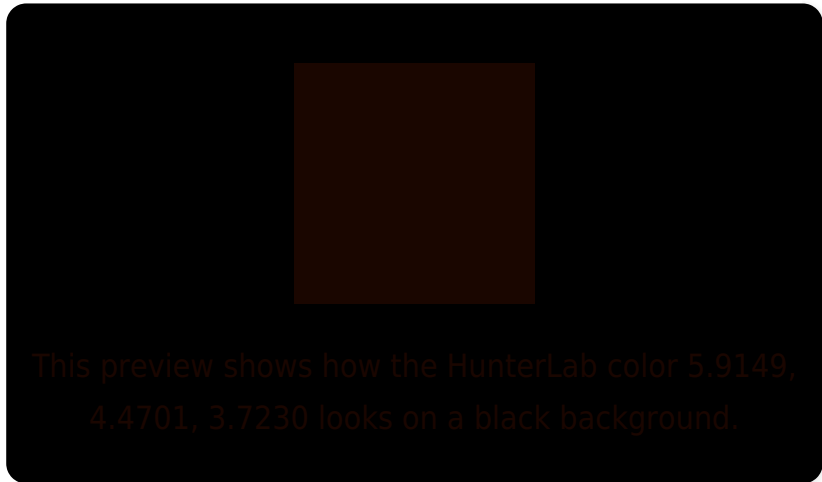 This preview shows how the HunterLab color 5.9149,
4.4701, 3.7230 looks on a black background.